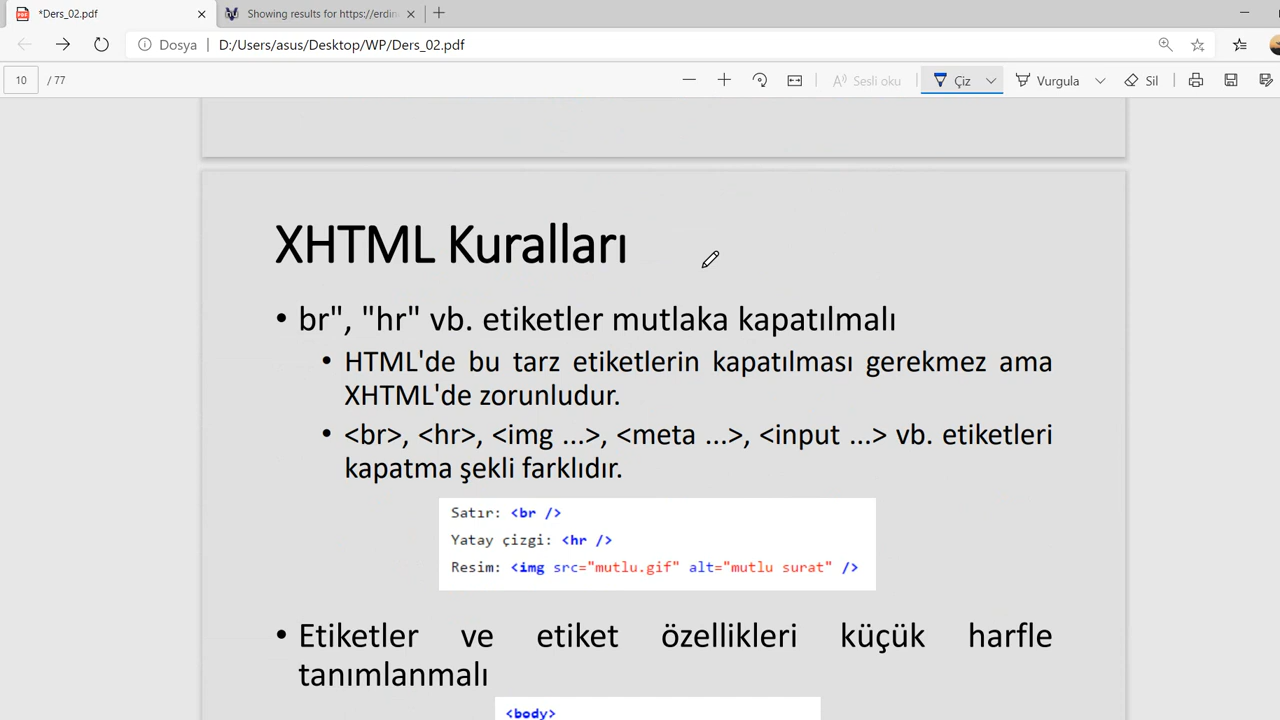 *Ders_02.pdf
Showing results for https://erdin
Dosya
D:/Users/asus/Desktop/WP/Ders_02.pdf
10 / 77
Sesli oku
Çiz
Vurgula
Sil
XHTML Kuralları
• br", "hr" vb. etiketler mutlaka kapatılmalı
• HTML'de bu tarz etiketlerin kapatılması gerekmez ama
XHTML'de zorunludur.
• <br>, <hr>, <img ...>, <meta ...>, <input ...> vb. etiketleri
kapatma şekli farklıdır.
Satır: <br />
Yatay çizgi: <hr />
Resim: <img src="mutlu.gif" alt="mutlu surat" />
• Etiketler ve etiket özellikleri küçük harfle
tanımlanmalı
<body>